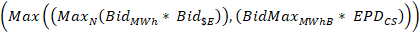 (Max((Max_N(Bid_MWh * Bid_$E)), (BidMax_MWhB * EPD_CS)))